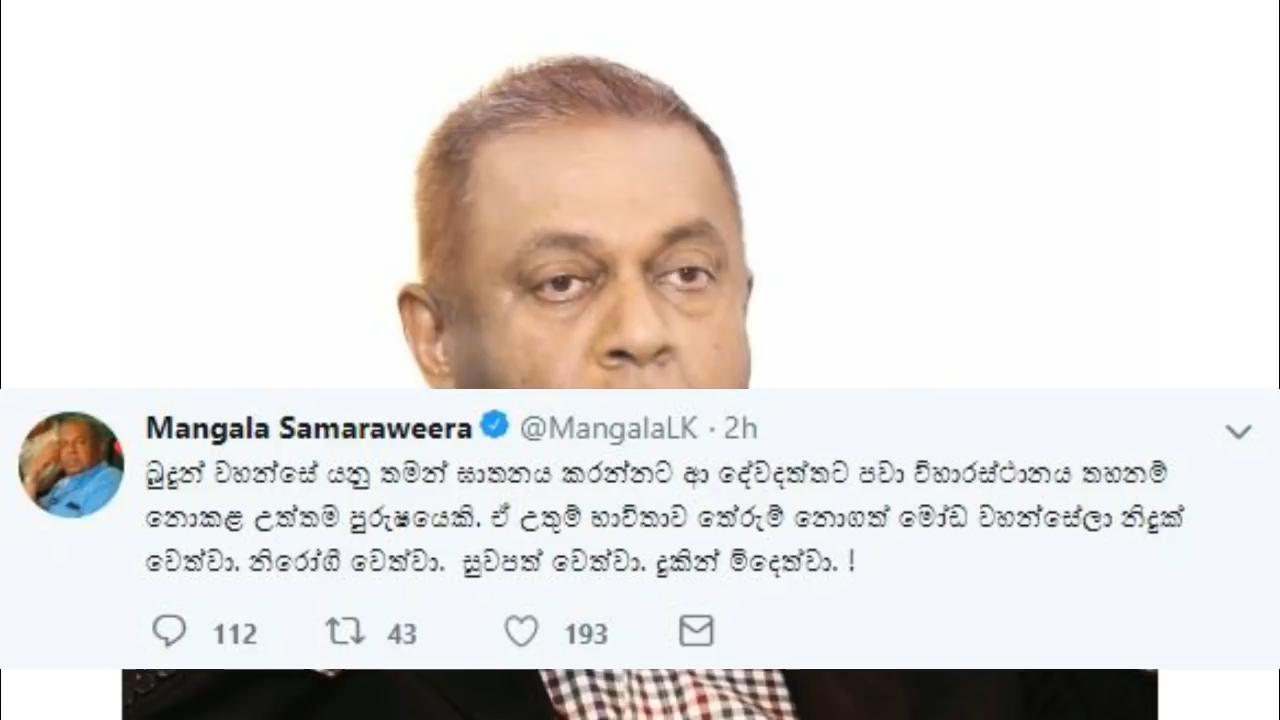 Mangala Samaraweera @MangalaLK · 2h
බුදුන් වහන්සේ යනු තමන් ඝාතනය කරන්නට ආ දේවදත්තට පවා විහාරස්ථානය තහනම්
නොකළ උත්තම පුරුෂයෙකි. ඒ උතුම් භාවිතාව තේරුම් නොගත් මෝඩ වහන්සේලා නිදුක්
වෙත්වා. නිරෝගී වෙත්වා. සුවපත් වෙත්වා. දුකින් මිදෙත්වා. !
112 43 193